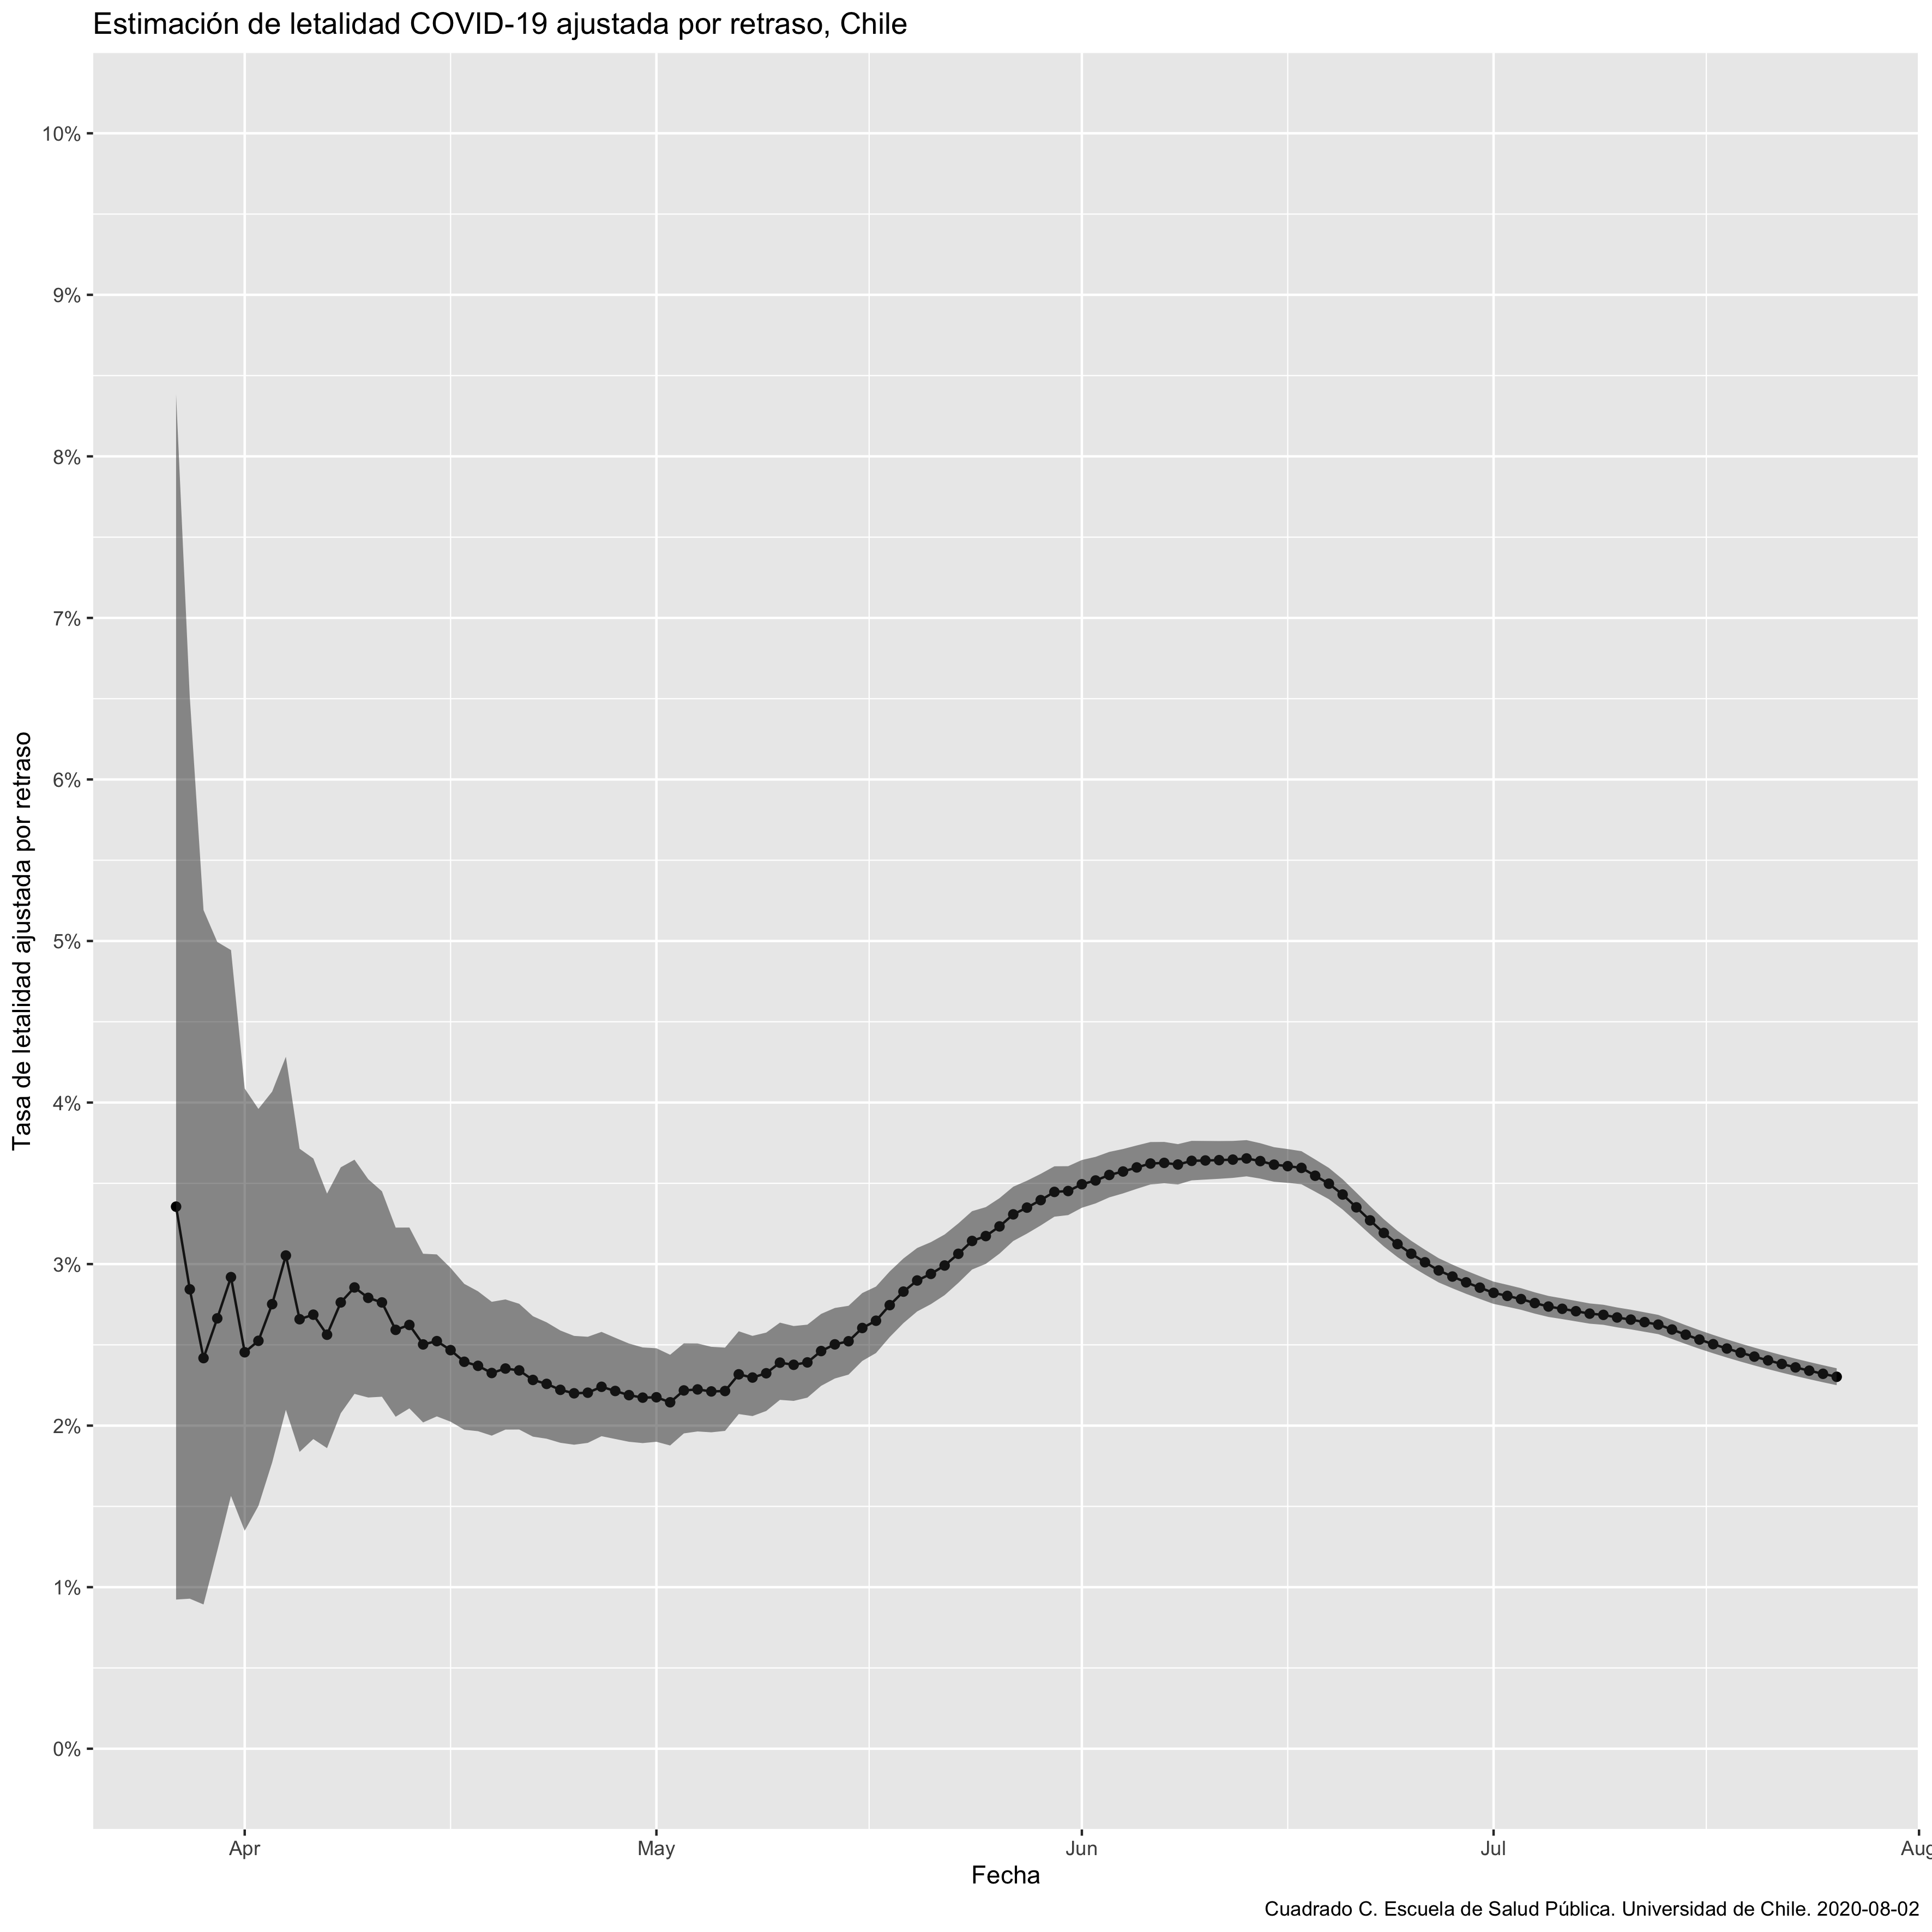 Estimación de letalidad COVID-19 ajustada por retraso, Chile
Tasa de letalidad ajustada por retraso
10%
9%
8%
7%
6%
5%
4%
3%
2%
1%
0%
Apr
May
Jun
Jul
Aug
Fecha
Cuadrado C. Escuela de Salud Pública. Universidad de Chile. 2020-08-02